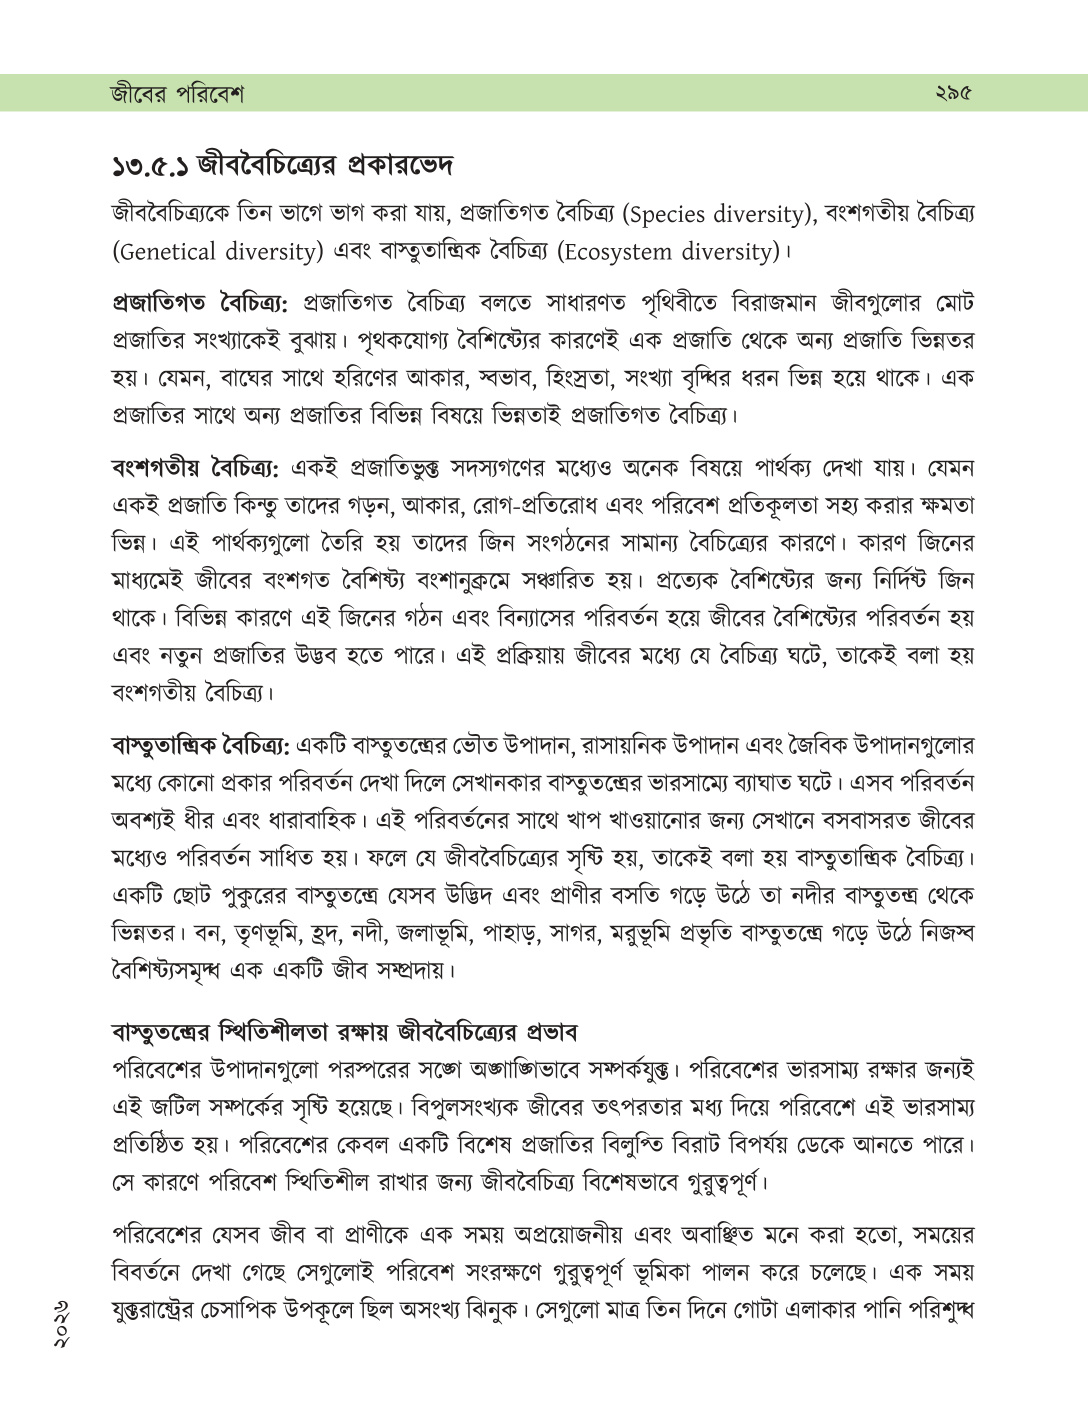 জীবের পরিবেশ ২৯৫
১৩.৫.১ জীববৈচিত্র্যের প্রকারভেদ
জীববৈচিত্র্যকে তিন ভাগে ভাগ করা যায়, প্রজাতিগত বৈচিত্র্য (Species diversity), বংশগতীয় বৈচিত্র্য
(Genetical diversity) এবং বাস্তুতান্ত্রিক বৈচিত্র্য (Ecosystem diversity)।
প্রজাতিগত বৈচিত্র্য: প্রজাতিগত বৈচিত্র্য বলতে সাধারণত পৃথিবীতে বিরাজমান জীবগুলোর মোট
প্রজাতির সংখ্যাকেই বুঝায়। পৃথকযোগ্য বৈশিষ্ট্যের কারণেই এক প্রজাতি থেকে অন্য প্রজাতি ভিন্নতর
হয়। যেমন, বাঘের সাথে হরিণের আকার, স্বভাব, হিংস্রতা, সংখ্যা বৃদ্ধির ধরন ভিন্ন হয়ে থাকে। এক
প্রজাতির সাথে অন্য প্রজাতির বিভিন্ন বিষয়ে ভিন্নতাই প্রজাতিগত বৈচিত্র্য।
বংশগতীয় বৈচিত্র্য: একই প্রজাতিভুক্ত সদস্যগণের মধ্যেও অনেক বিষয়ে পার্থক্য দেখা যায়। যেমন
একই প্রজাতি কিন্তু তাদের গড়ন, আকার, রোগ-প্রতিরোধ এবং পরিবেশ প্রতিকূলতা সহ্য করার ক্ষমতা
ভিন্ন। এই পার্থক্যগুলো তৈরি হয় তাদের জিন সংগঠনের সামান্য বৈচিত্র্যের কারণে। কারণ জিনের
মাধ্যমেই জীবের বংশগত বৈশিষ্ট্য বংশানুক্রমে সঞ্চারিত হয়। প্রত্যেক বৈশিষ্ট্যের জন্য নির্দিষ্ট জিন
থাকে। বিভিন্ন কারণে এই জিনের গঠন এবং বিন্যাসের পরিবর্তন হয়ে জীবের বৈশিষ্ট্যের পরিবর্তন হয়
এবং নতুন প্রজাতির উদ্ভব হতে পারে। এই প্রক্রিয়ায় জীবের মধ্যে যে বৈচিত্র্য ঘটে, তাকেই বলা হয়
বংশগতীয় বৈচিত্র্য।
বাস্তুতান্ত্রিক বৈচিত্র্য: একটি বাস্তুতন্ত্রের ভৌত উপাদান, রাসায়নিক উপাদান এবং জৈবিক উপাদানগুলোর
মধ্যে কোনো প্রকার পরিবর্তন দেখা দিলে সেখানকার বাস্তুতন্ত্রের ভারসাম্যে ব্যাঘাত ঘটে। এসব পরিবর্তন
অবশ্যই ধীর এবং ধারাবাহিক। এই পরিবর্তনের সাথে খাপ খাওয়ানোর জন্য সেখানে বসবাসরত জীবের
মধ্যেও পরিবর্তন সাধিত হয়। ফলে যে জীববৈচিত্র্যের সৃষ্টি হয়, তাকেই বলা হয় বাস্তুতান্ত্রিক বৈচিত্র্য।
একটি ছোট পুকুরের বাস্তুতন্ত্রে যেসব উদ্ভিদ এবং প্রাণীর বসতি গড়ে উঠে তা নদীর বাস্তুতন্ত্র থেকে
ভিন্নতর। বন, তৃণভূমি, হ্রদ, নদী, জলাভূমি, পাহাড়, সাগর, মরুভূমি প্রভৃতি বাস্তুতন্ত্রে গড়ে উঠে নিজস্ব
বৈশিষ্ট্যসমৃদ্ধ এক একটি জীব সম্প্রদায়।
বাস্তুতন্ত্রের স্থিতিশীলতা রক্ষায় জীববৈচিত্র্যের প্রভাব
পরিবেশের উপাদানগুলো পরস্পরের সঙ্গে অঙ্গাঙ্গিভাবে সম্পর্কযুক্ত। পরিবেশের ভারসাম্য রক্ষার জন্যই
এই জটিল সম্পর্কের সৃষ্টি হয়েছে। বিপুলসংখ্যক জীবের তৎপরতার মধ্য দিয়ে পরিবেশে এই ভারসাম্য
প্রতিষ্ঠিত হয়। পরিবেশের কেবল একটি বিশেষ প্রজাতির বিলুপ্তি বিরাট বিপর্যয় ডেকে আনতে পারে।
সে কারণে পরিবেশ স্থিতিশীল রাখার জন্য জীববৈচিত্র্য বিশেষভাবে গুরুত্বপূর্ণ।
পরিবেশের যেসব জীব বা প্রাণীকে এক সময় অপ্রয়োজনীয় এবং অবাঞ্ছিত মনে করা হতো, সময়ের
বিবর্তনে দেখা গেছে সেগুলোই পরিবেশ সংরক্ষণে গুরুত্বপূর্ণ ভূমিকা পালন করে চলেছে। এক সময়
যুক্তরাষ্ট্রের চেসাপিক উপকূলে ছিল অসংখ্য ঝিনুক। সেগুলো মাত্র তিন দিনে গোটা এলাকার পানি পরিশুদ্ধ
২০২৬